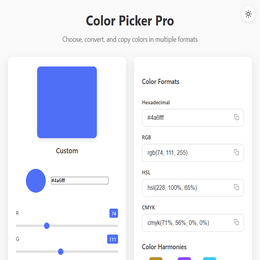 Color Picker Pro
Choose, convert, and copy colors in multiple formats
Custom
#4a6fff
R
74
G
111
Color Formats
Hexadecimal
#4a6fff
RGB
rgb(74, 111, 255)
HSL
hsl(228, 100%, 65%)
CMYK
cmyk(71%, 56%, 0%, 0%)
Color Harmonies